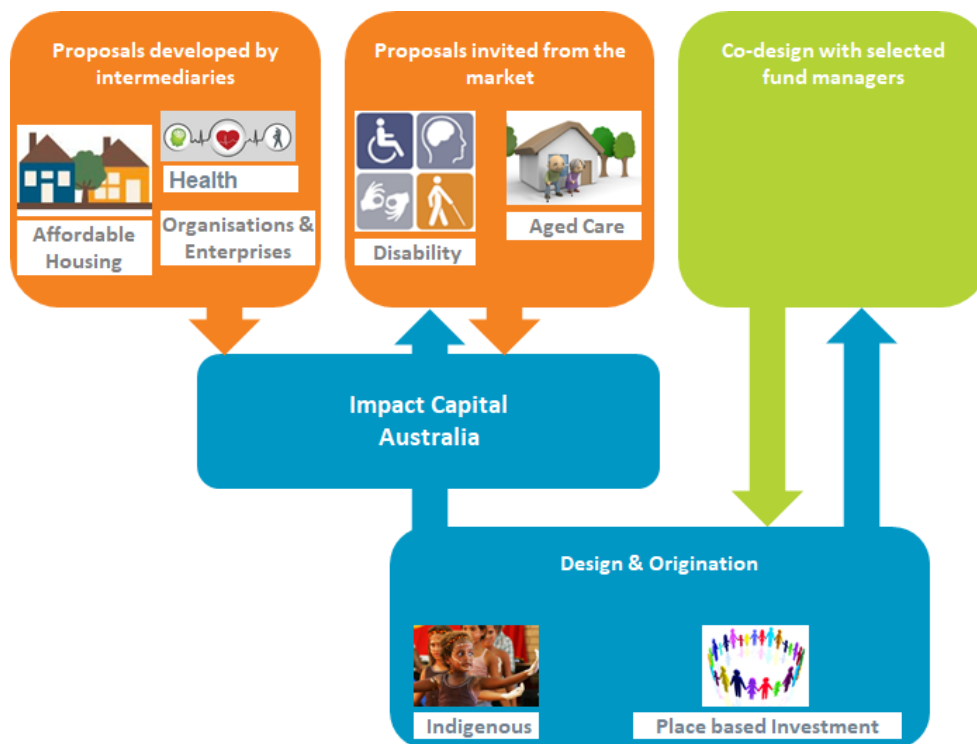 Proposals developed by
intermediaries
Health
Affordable
Housing
Organisations &
Enterprises
Proposals invited from the
market
Disability
Aged Care
Co-design with selected
fund managers
Impact Capital
Australia
Design & Origination
Indigenous
Place based Investment